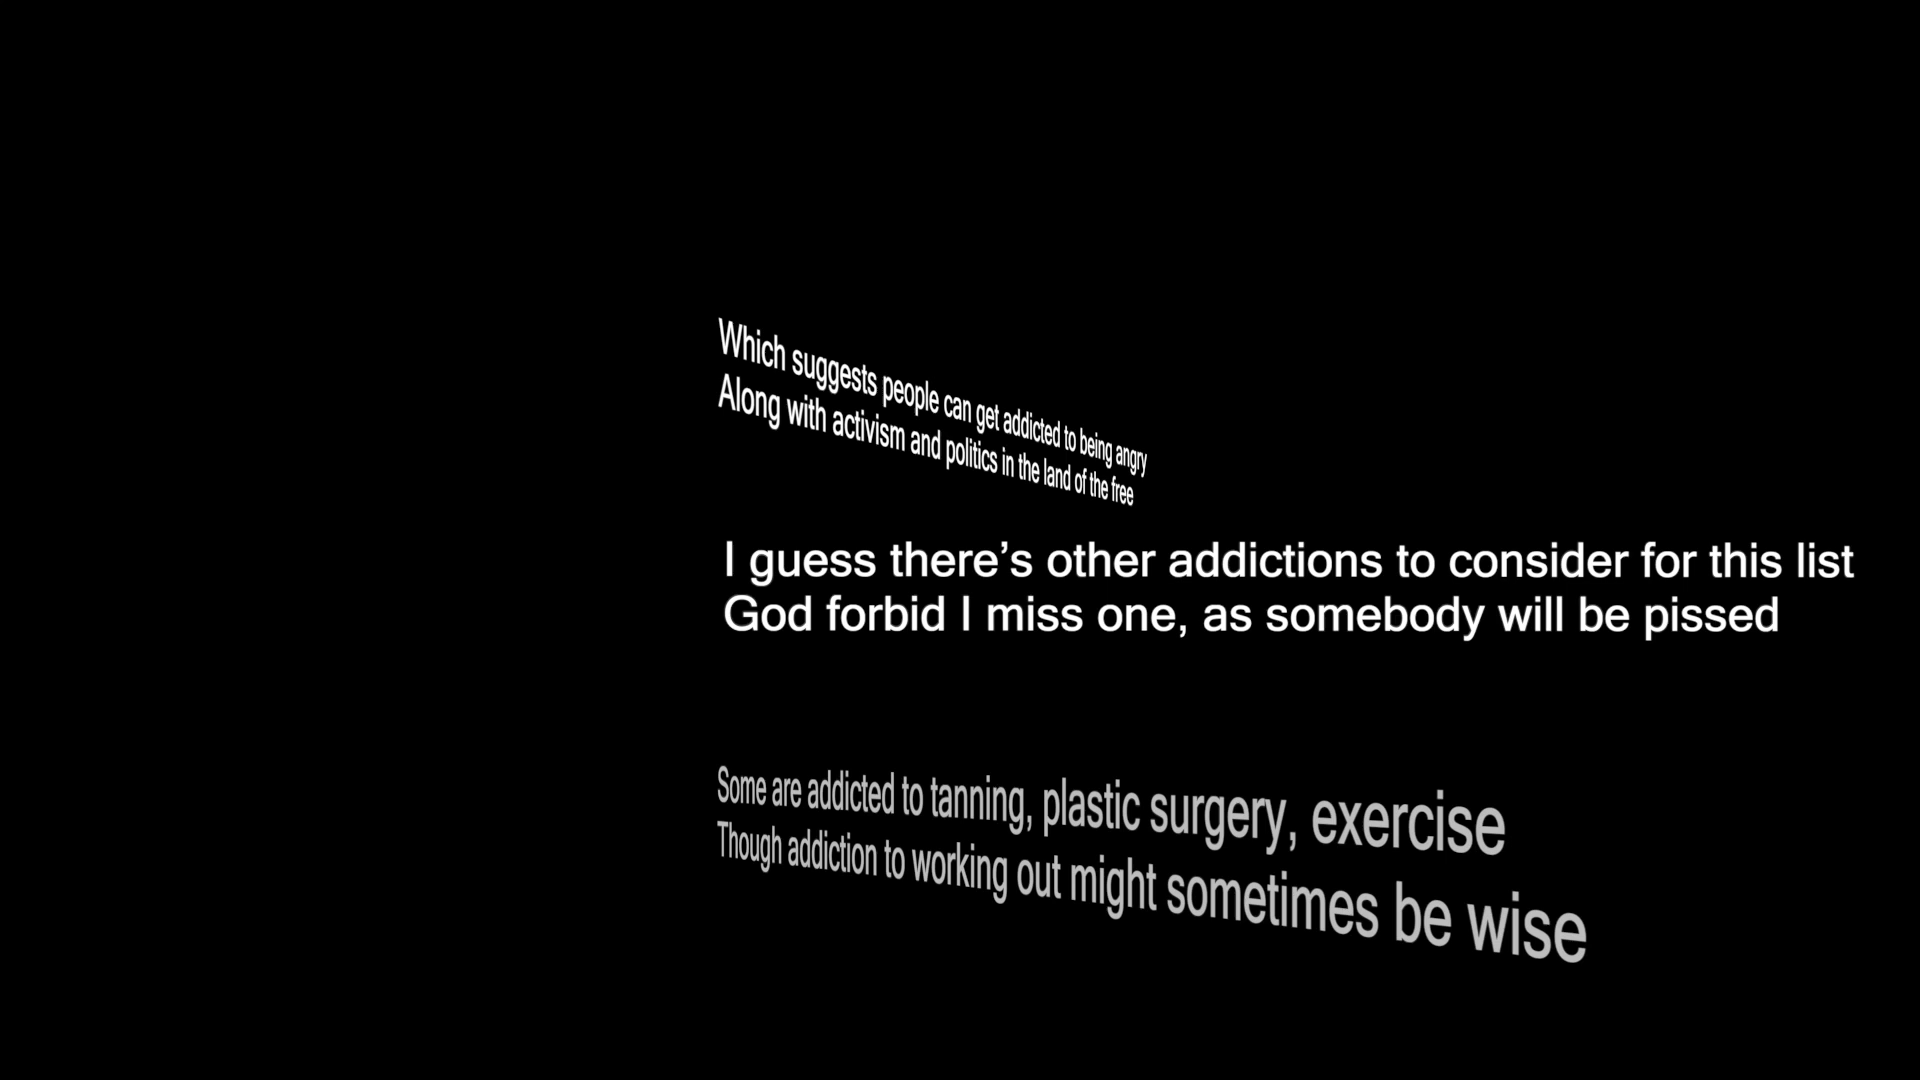 Which suggests people can get addicted to being angry
Along with activism and politics in the land of the free
I guess there’s other addictions to consider for this list
God forbid I miss one, as somebody will be pissed
Some are addicted to tanning, plastic surgery, exercise
Though addiction to working out might sometimes be wise